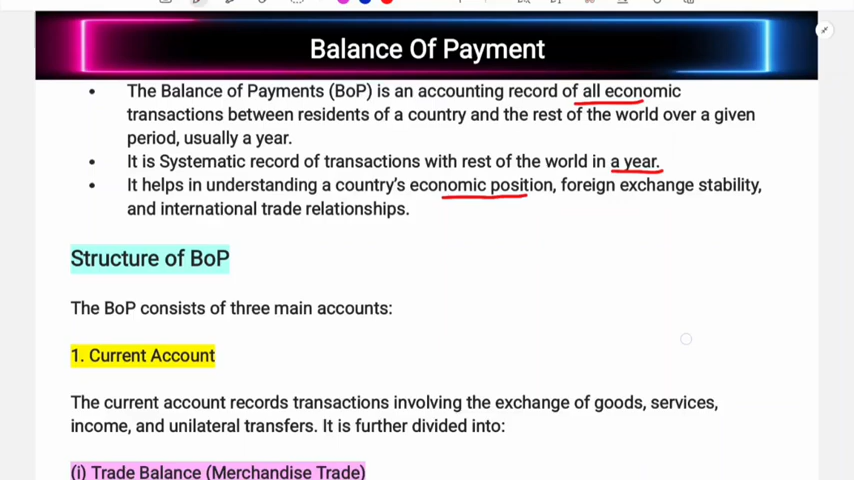 Balance Of Payment
• The Balance of Payments (BoP) is an accounting record of all economic
transactions between residents of a country and the rest of the world over a given
period, usually a year.
• It is Systematic record of transactions with rest of the world in a year.
• It helps in understanding a country's economic position, foreign exchange stability,
and international trade relationships.
Structure of BoP
The BoP consists of three main accounts:
1. Current Account
The current account records transactions involving the exchange of goods, services,
income, and unilateral transfers. It is further divided into:
(i) Trade Balance (Merchandise Trade)